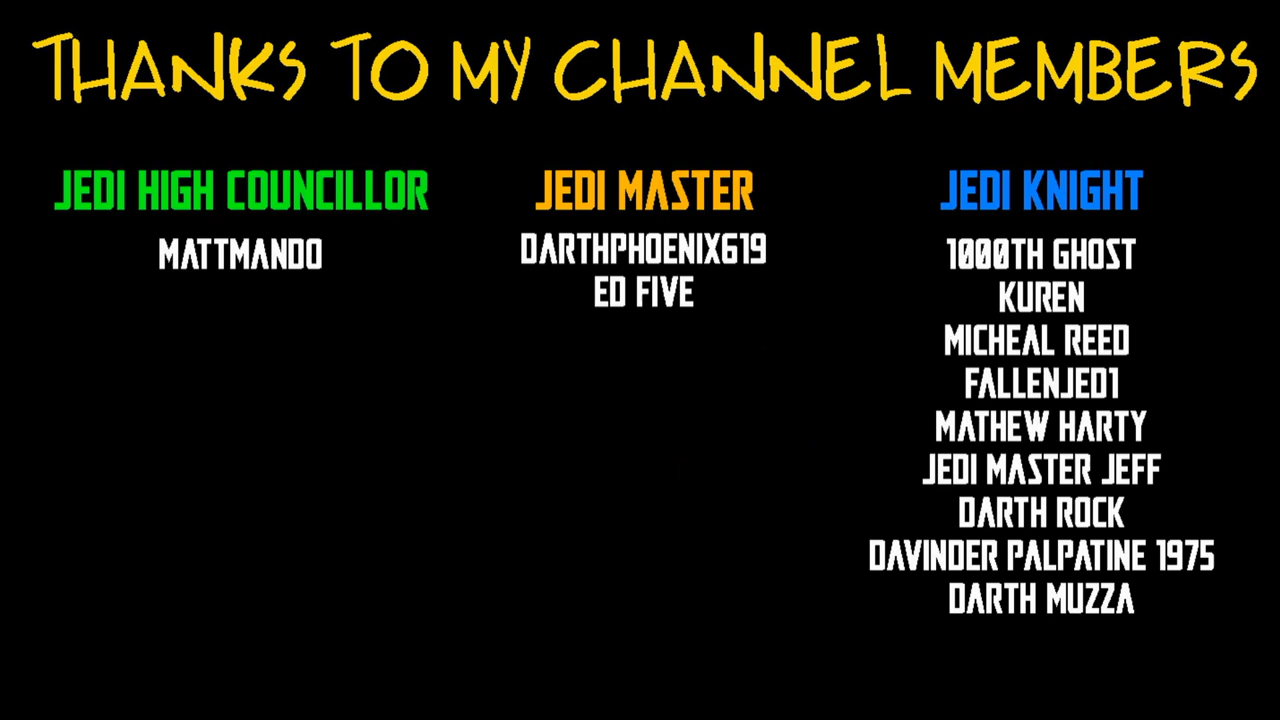 THANKS TO MY CHANNEL MEMBERS
JEDI HIGH COUNCILLOR
MATTMANDO
JEDI MASTER
DARTHPHOENIX619
ED FIVE
JEDI KNIGHT
1000TH GHOST
KUREN
MICHEAL REED
FALLENJED1
MATHEW HARTY
JEDI MASTER JEFF
DARTH ROCK
DAVINDER PALPATINE 1975
DARTH MUZZA